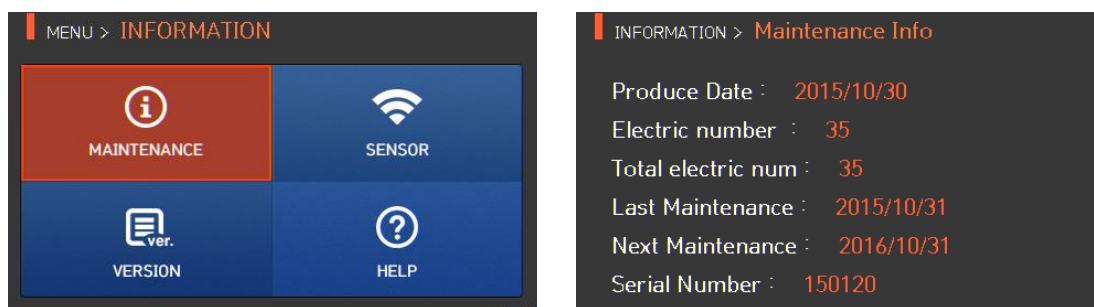 MENU > INFORMATION
MAINTENANCE
SENSOR
ver.
VERSION
HELP
INFORMATION > Maintenance Info
Produce Date : 2015/10/30
Electric number : 35
Total electric num : 35
Last Maintenance : 2015/10/31
Next Maintenance : 2016/10/31
Serial Number : 150120